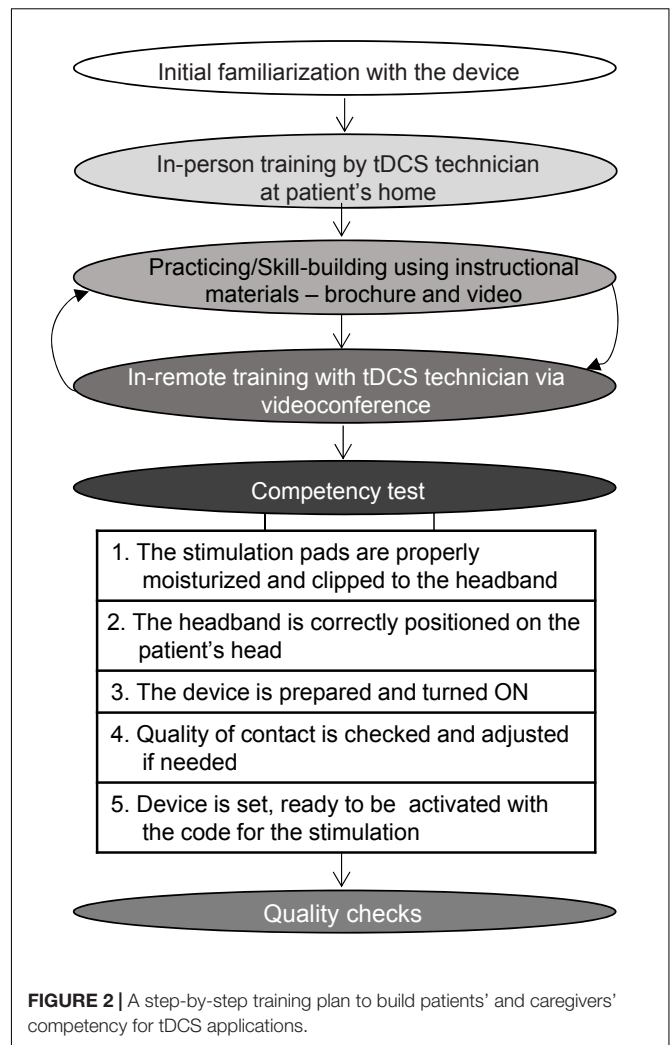 Initial familiarization with the device
In-person training by tDCS technician
at patient's home
Practicing/Skill-building using instructional
materials – brochure and video
In-remote training with tDCS technician via
videoconference
Competency test
1. The stimulation pads are properly
moisturized and clipped to the headband
2. The headband is correctly positioned on the
patient's head
3. The device is prepared and turned ON
4. Quality of contact is checked and adjusted
if needed
5. Device is set, ready to be activated with
the code for the stimulation
Quality checks
FIGURE 2 | A step-by-step training plan to build patients' and caregivers'
competency for tDCS applications.